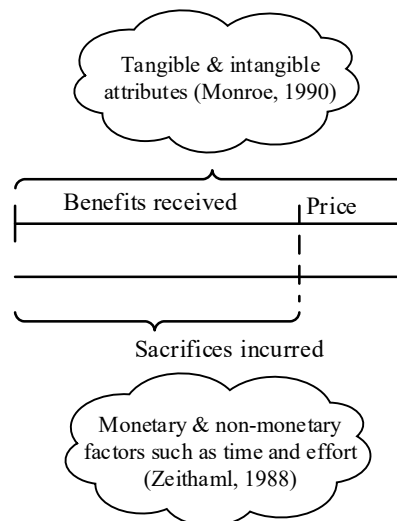 Tangible & intangible
attributes (Monroe, 1990)
Benefits received
Price
Sacrifices incurred
Monetary & non-monetary
factors such as time and effort
(Zeithaml, 1988)